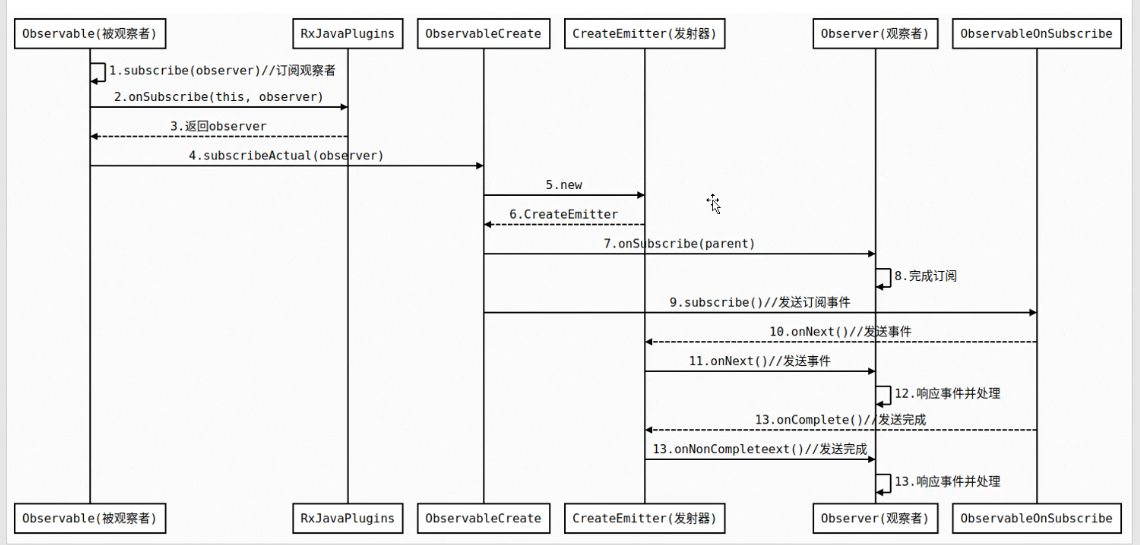 Observable(被观察者)
RxJavaPlugins
ObservableCreate
CreateEmitter(发射器)
Observer(观察者)
ObservableOnSubscribe
1.subscribe(observer)//订阅观察者
2.onSubscribe(this, observer)
3.返回observer
4.subscribeActual(observer)
5.new
6.CreateEmitter
7.onSubscribe(parent)
8.完成订阅
9.subscribe()//发送订阅事件
10.onNext()//发送事件
11.onNext()//发送事件
12.响应事件并处理
13.onComplete()//发送完成
13.onNonCompleteext()//发送完成
13.响应事件并处理
Observable(被观察者)
RxJavaPlugins
ObservableCreate
CreateEmitter(发射器)
Observer(观察者)
ObservableOnSubscribe